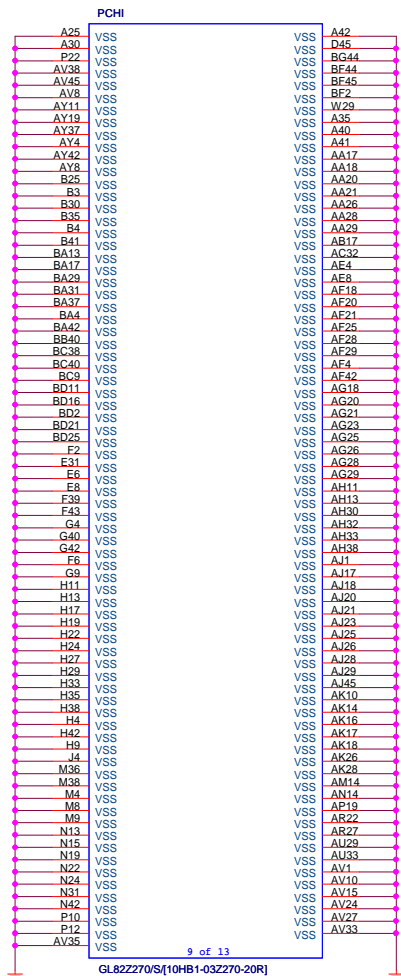 PCHI
A25 VSS VSS A42
A30 VSS VSS D45
P22 VSS VSS BG44
AV38 VSS VSS BF44
AV45 VSS VSS BF45
AV8 VSS VSS BF2
AY11 VSS VSS W29
AY19 VSS VSS A35
AY37 VSS VSS A40
AY4 VSS VSS A41
AY42 VSS VSS AA17
AY8 VSS VSS AA18
B25 VSS VSS AA20
B3 VSS VSS AA21
B30 VSS VSS AA26
B35 VSS VSS AA28
B4 VSS VSS AA29
B41 VSS VSS AB17
BA13 VSS VSS AC32
BA17 VSS VSS AE4
BA29 VSS VSS AE8
BA31 VSS VSS AF18
BA37 VSS VSS AF20
BA4 VSS VSS AF21
BA42 VSS VSS AF25
BB40 VSS VSS AF28
BC38 VSS VSS AF29
BC40 VSS VSS AF4
BC9 VSS VSS AF42
BD11 VSS VSS AG18
BD16 VSS VSS AG20
BD2 VSS VSS AG21
BD21 VSS VSS AG23
BD25 VSS VSS AG25
F2 VSS VSS AG26
E31 VSS VSS AG28
E6 VSS VSS AG29
E8 VSS VSS AH11
F39 VSS VSS AH13
F43 VSS VSS AH30
G4 VSS VSS AH32
G40 VSS VSS AH33
G42 VSS VSS AH38
F6 VSS VSS AJ1
G9 VSS VSS AJ17
H11 VSS VSS AJ18
H13 VSS VSS AJ20
H17 VSS VSS AJ21
H19 VSS VSS AJ23
H22 VSS VSS AJ25
H24 VSS VSS AJ26
H27 VSS VSS AJ28
H29 VSS VSS AJ29
H33 VSS VSS AJ45
H35 VSS VSS AK10
H38 VSS VSS AK14
H4 VSS VSS AK16
H42 VSS VSS AK17
H9 VSS VSS AK18
J4 VSS VSS AK26
M36 VSS VSS AK28
M38 VSS VSS AM14
M4 VSS VSS AN14
M8 VSS VSS AP19
M9 VSS VSS AR22
N13 VSS VSS AR27
N15 VSS VSS AU29
N19 VSS VSS AU33
N22 VSS VSS AV1
N24 VSS VSS AV10
N31 VSS VSS AV15
N42 VSS VSS AV24
P10 VSS VSS AV27
P12 VSS VSS AV33
AV35 VSS
9 of 13
GL82Z270/S/[10HB1-03Z270-20R]